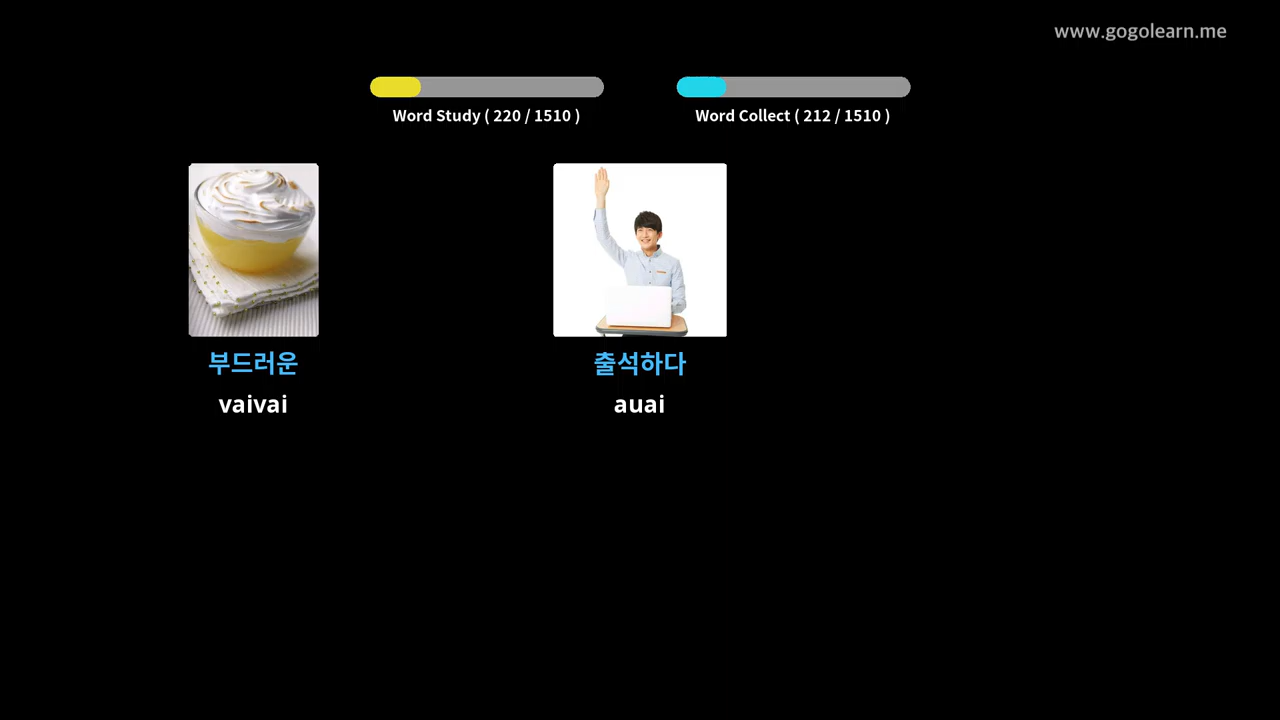 www.gogolearn.me
Word Study ( 220 / 1510 )
Word Collect ( 212 / 1510 )
부드러운
vaivai
출석하다
auai